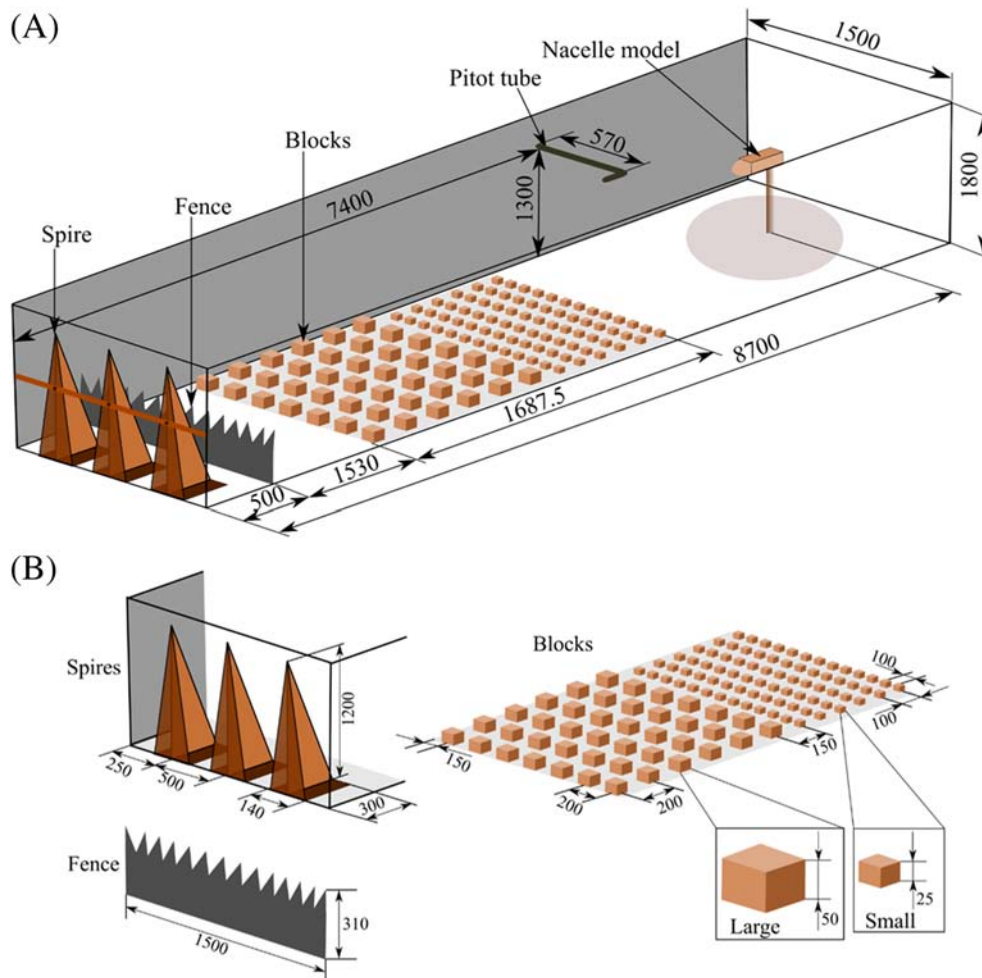 (A)
1500
Nacelle model
Pitot tube
570
Blocks
1800
7400
1300
Fence
Spire
8700
1687.5
1530
500
(B)
Blocks
Spires
1200
100
100
150
250
500
150
140
300
200
200
Fence
310
50
25
1500
Large
Small